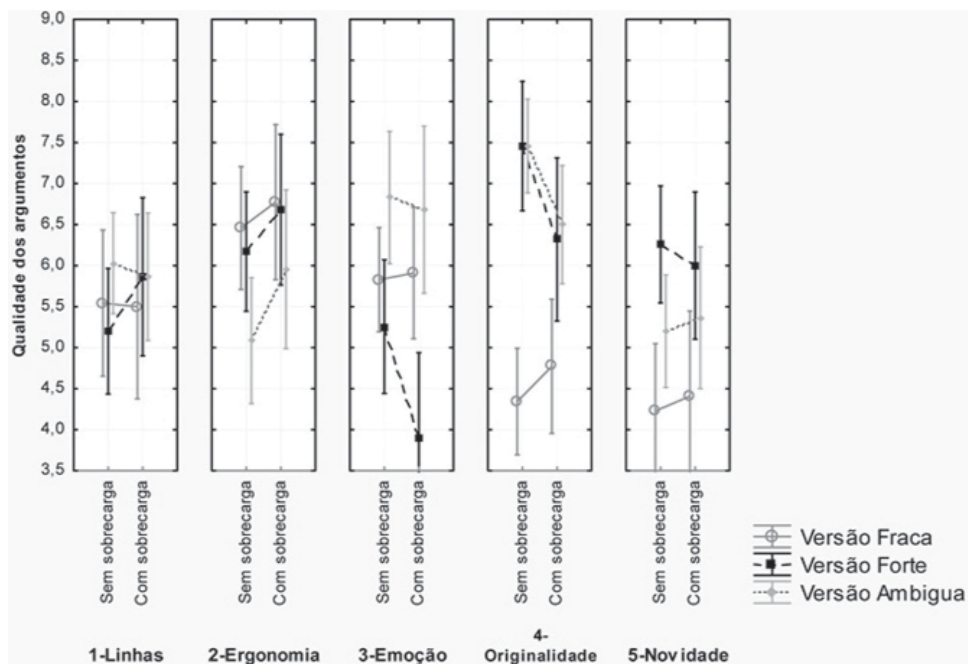 Qualidade dos argumentos
9,0
8,5
8,0
7,5
7,0
6,5
6,0
5,5
5,0
4,5
4,0
3,5
Sem sobrecarga
Com sobrecarga
Sem sobrecarga
Com sobrecarga
Sem sobrecarga
Com sobrecarga
Sem sobrecarga
Com sobrecarga
Sem sobrecarga
Com sobrecarga
1-Linhas
2-Ergonomia
3-Emoção
4-
Originalidade
5-Novidade
Versão Fraca
Versão Forte
Versão Ambigua